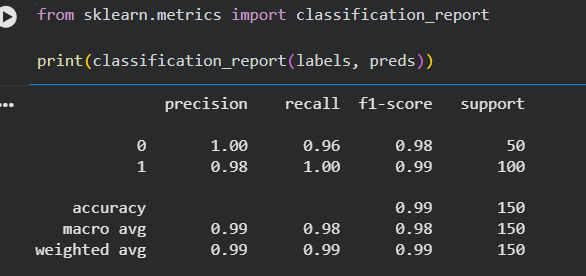 from sklearn.metrics import classification_report
print(classification_report(labels, preds))
precision recall f1-score support
0 1.00 0.96 0.98 50
1 0.98 1.00 0.99 100
accuracy 0.99 150
macro avg 0.99 0.98 0.98 150
weighted avg 0.99 0.99 0.99 150